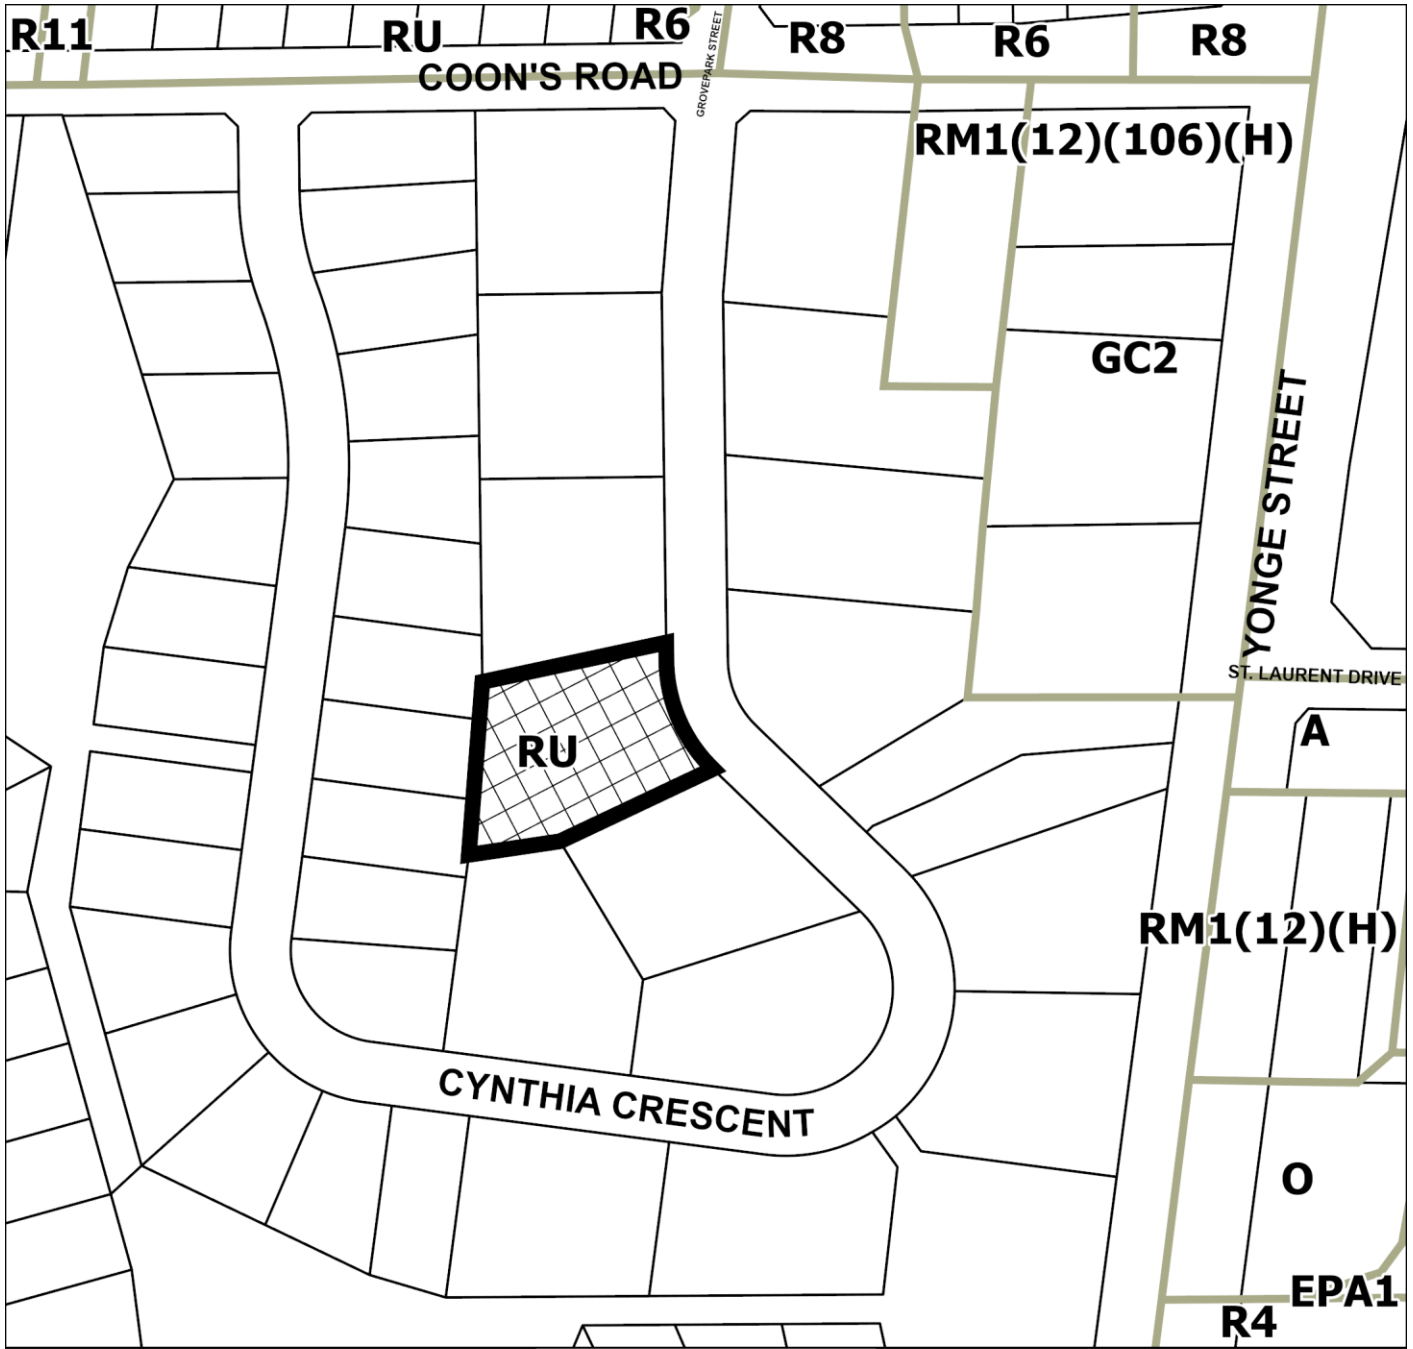 R11
RU
R6
GROVEPARK STREET
R8
R6
R8
COON'S ROAD
RM1(12)(106)(H)
GC2
YONGE STREET
ST. LAURENT DRIVE
A
RU
RM1(12)(H)
CYNTHIA CRESCENT
O
EPA1
R4